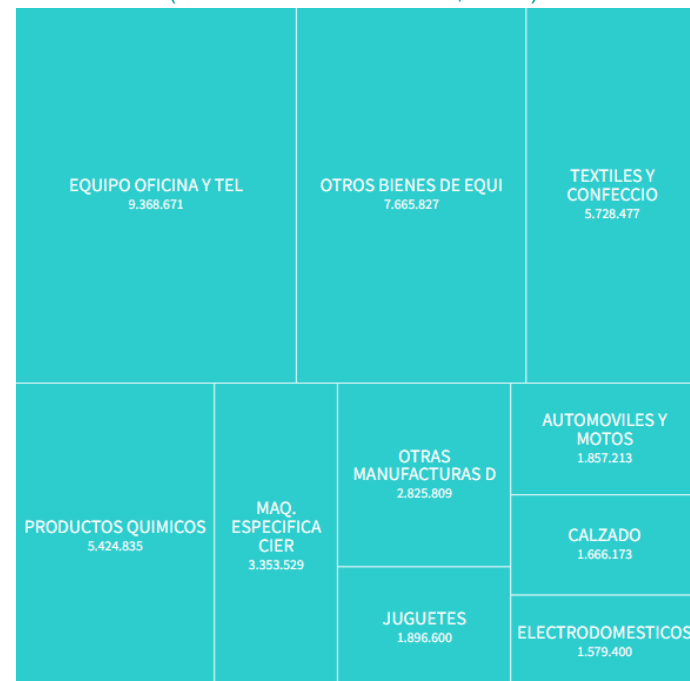 EQUIPO OFICINA Y TEL
9.368.671
OTROS BIENES DE EQUI
7.665.827
TEXTILES Y
CONFECCIO
5.728.477
PRODUCTOS QUIMICOS
5.424.835
MAQ.
ESPECIFICA
CIER
3.353.529
OTRAS
MANUFACTURAS D
2.825.809
JUGUETES
1.896.600
AUTOMOVILES Y
MOTOS
1.857.213
CALZADO
1.666.173
ELECTRODOMESTICOS
1.579.400